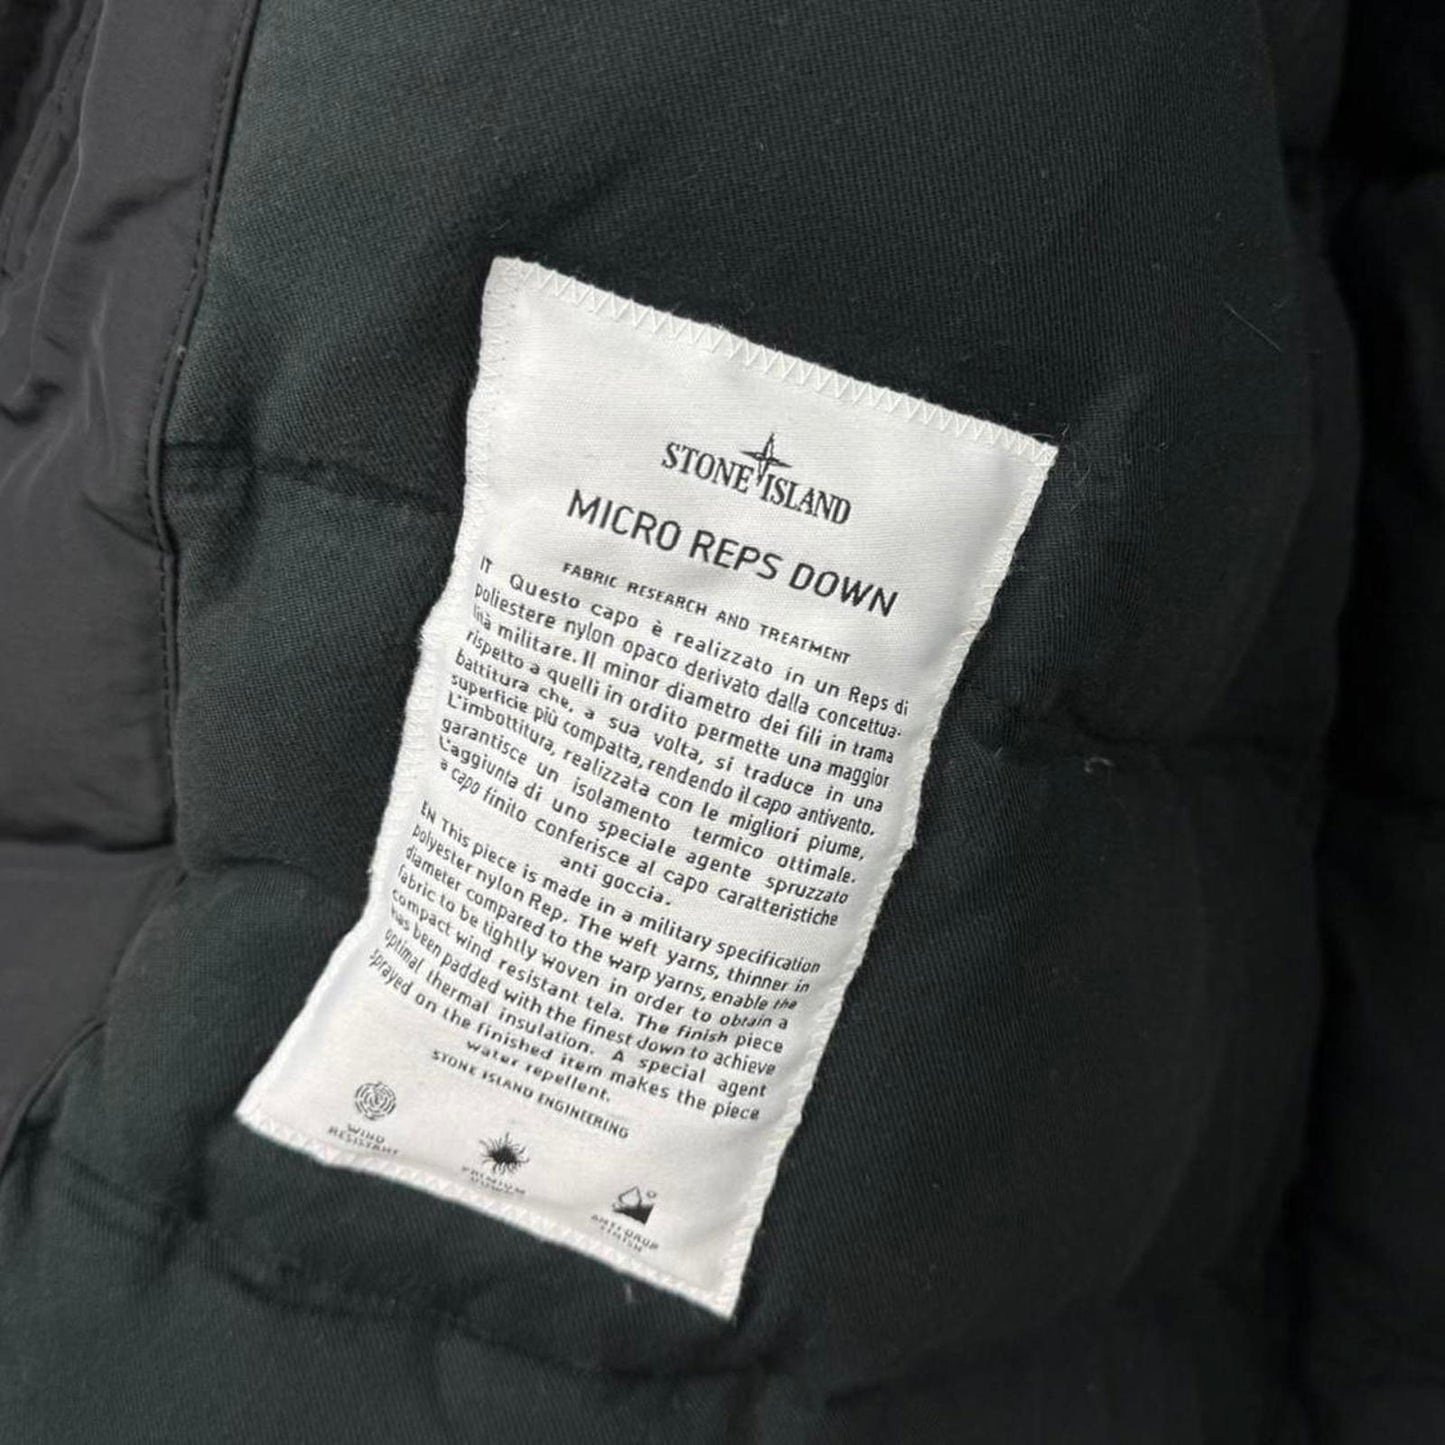 STONE ISLAND
MICRO REPS DOWN
FABRIC RESEARCH AND TREATMENT
IT Questo capo è realizzato in un Reps di
poliestere nylon opaco derivato dalla concettua-
lità militare. Il minor diametro dei fili in trama
rispetto a quelli in ordito permette una maggior
battitura che, a sua volta, si traduce in una
superficie più compatta, rendendo il capo antivento.
L'imbottitura, realizzata con le migliori piume,
garantisce un isolamento termico ottimale.
L'aggiunta di uno speciale agente spruzzato
a capo finito conferisce al capo caratteristiche
anti goccia.
EN This piece is made in a military specification
polyester nylon Rep. The weft yarns, thinner in
diameter compared to the warp yarns, enable the
fabric to be tightly woven in order to obtain a
compact wind resistant tela. The finish piece
has been padded with the finest down to achieve
optimal thermal insulation. A special agent
sprayed on the finished item makes the piece
water repellent.
STONE ISLAND ENGINEERING
WIND
RESISTANT
PREMIUM
DOWN
ANTI-DROP
FINISH